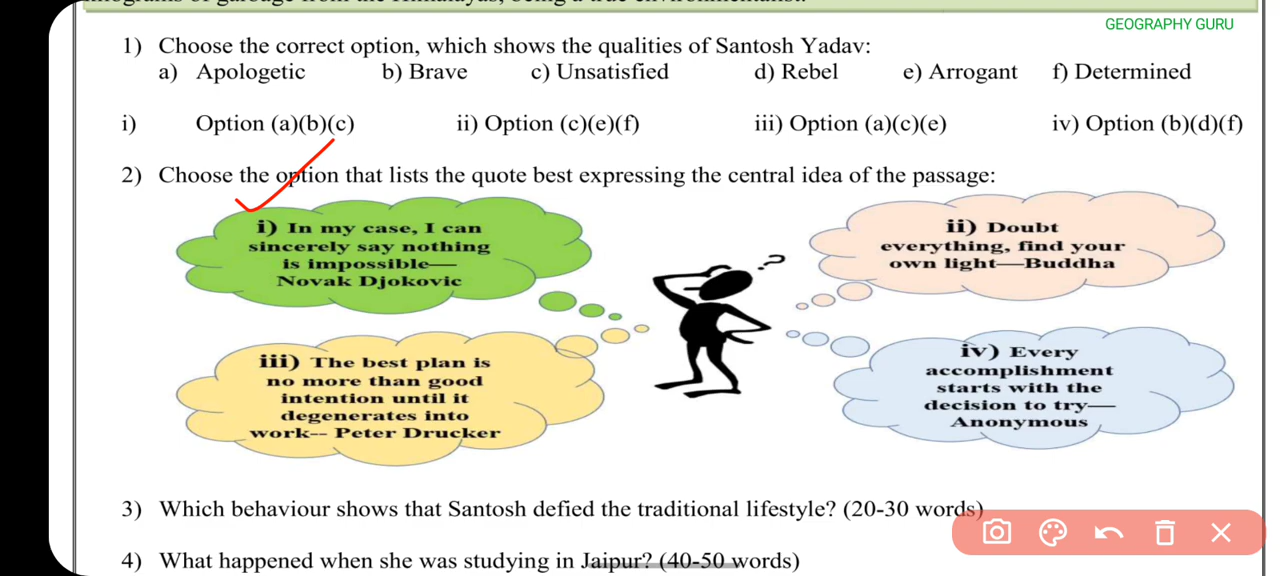 GEOGRAPHY GURU
1) Choose the correct option, which shows the qualities of Santosh Yadav:
a) Apologetic b) Brave c) Unsatisfied d) Rebel e) Arrogant f) Determined
i) Option (a)(b)(c) ii) Option (c)(e)(f) iii) Option (a)(c)(e) iv) Option (b)(d)(f)
2) Choose the option that lists the quote best expressing the central idea of the passage:
i) In my case, I can
sincerely say nothing
is impossible—
Novak Djokovic
ii) Doubt
everything, find your
own light—Buddha
?
iii) The best plan is
no more than good
intention until it
degenerates into
work-- Peter Drucker
iv) Every
accomplishment
starts with the
decision to try—
Anonymous
3) Which behaviour shows that Santosh defied the traditional lifestyle? (20-30 words)
4) What happened when she was studying in Jaipur? (40-50 words)